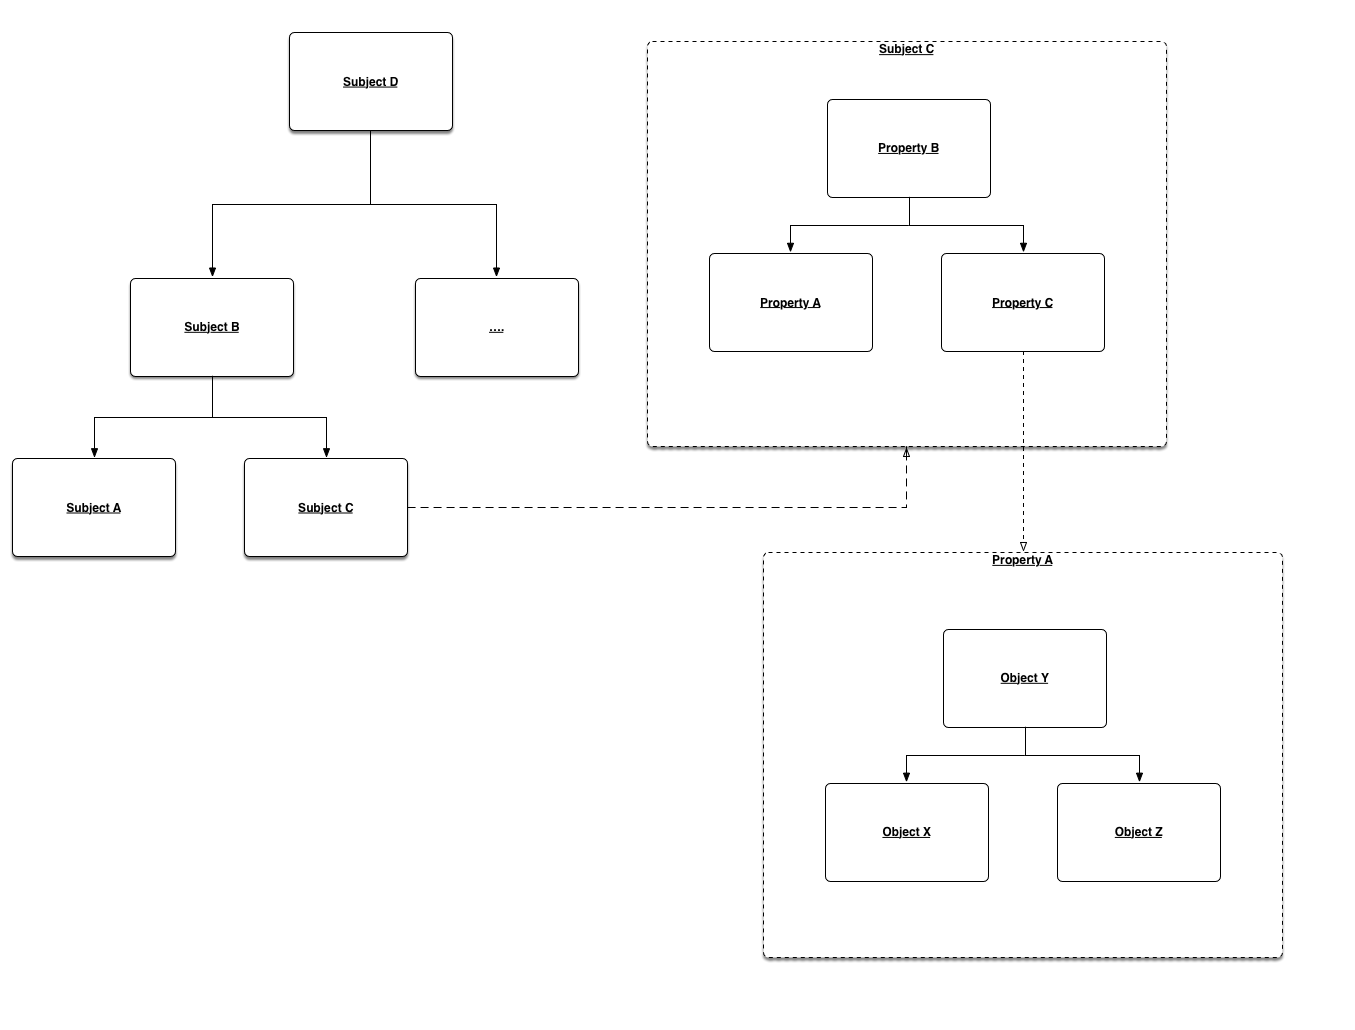 Subject D
Subject B
....
Subject A
Subject C
Subject C
Property B
Property A
Property C
Property A
Object Y
Object X
Object Z